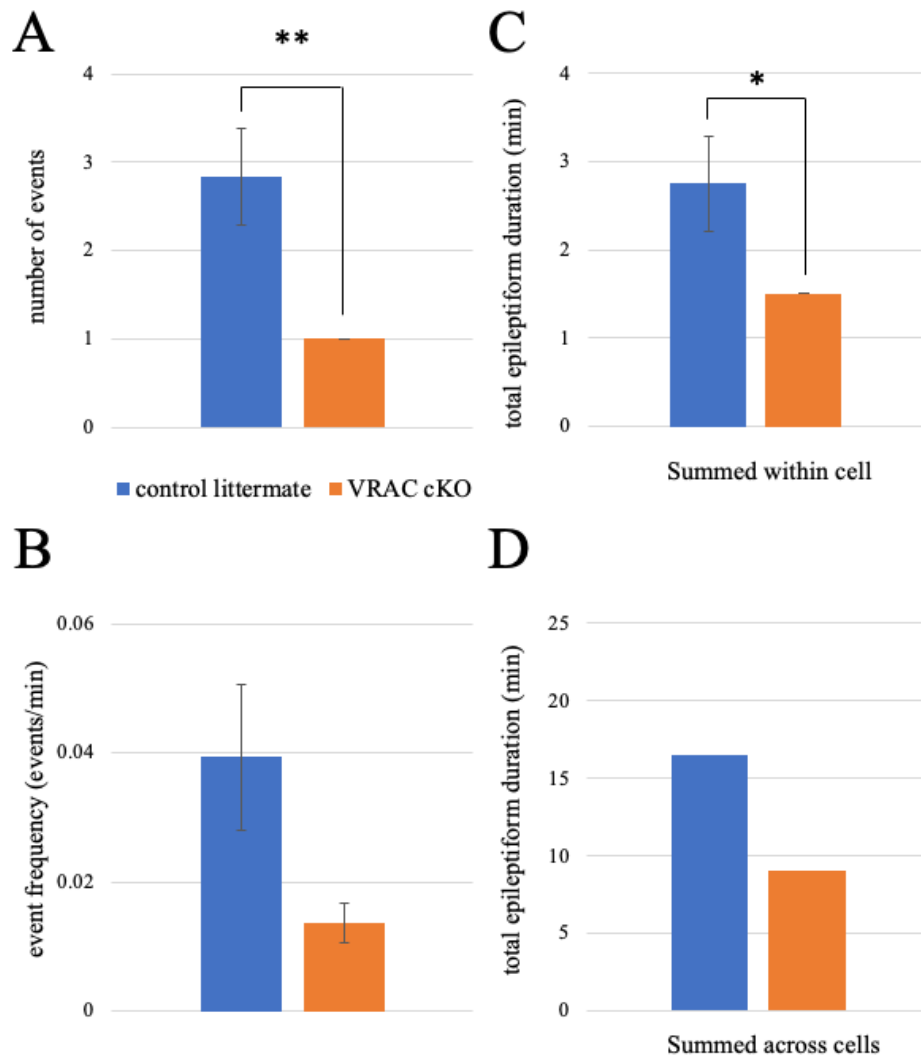 A
**
4
3
2
1
0
number of events
control littermate VRAC cKO
C
*
4
3
2
1
0
total epileptiform duration (min)
Summed within cell
B
0.06
0.04
0.02
0
event frequency (events/min)
D
25
20
15
10
5
0
total epileptiform duration (min)
Summed across cells